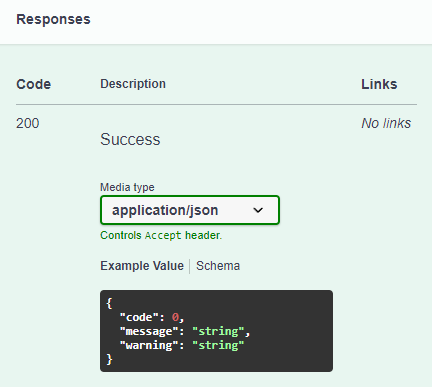 Responses
Code Description Links
200 Success No links
Media type
application/json
Controls Accept header.
Example Value Schema
{
  "code": 0,
  "message": "string",
  "warning": "string"
}